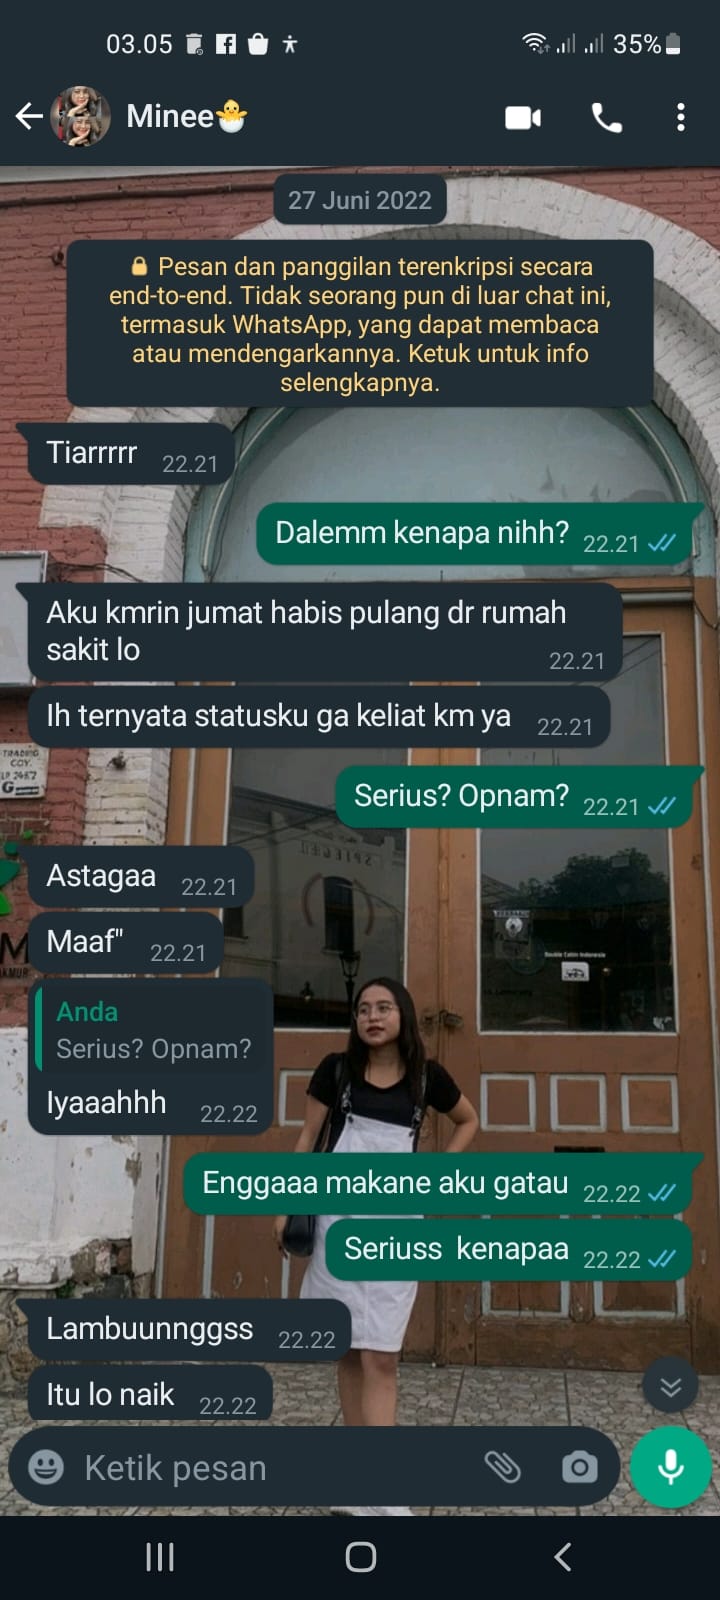 03.05
35%
Minee🐣
27 Juni 2022
Pesan dan panggilan terenkripsi secara
end-to-end. Tidak seorang pun di luar chat ini,
termasuk WhatsApp, yang dapat membaca
atau mendengarkannya. Ketuk untuk info
selengkapnya.
Tiarrrrr 22.21
Dalemm kenapa nihh? 22.21
Aku kmrin jumat habis pulang dr rumah
sakit lo 22.21
Ih ternyata statusku ga keliat km ya 22.21
TRADING
COY.
Serius? Opnam? 22.21
Astagaa 22.21
Maaf" 22.21
Anda
Serius? Opnam?
Iyaaahhh 22.22
Enggaaa makane aku gatau 22.22
Seriuss kenapaa 22.22
Lambuunnggss 22.22
Itu lo naik 22.22
Ketik pesan